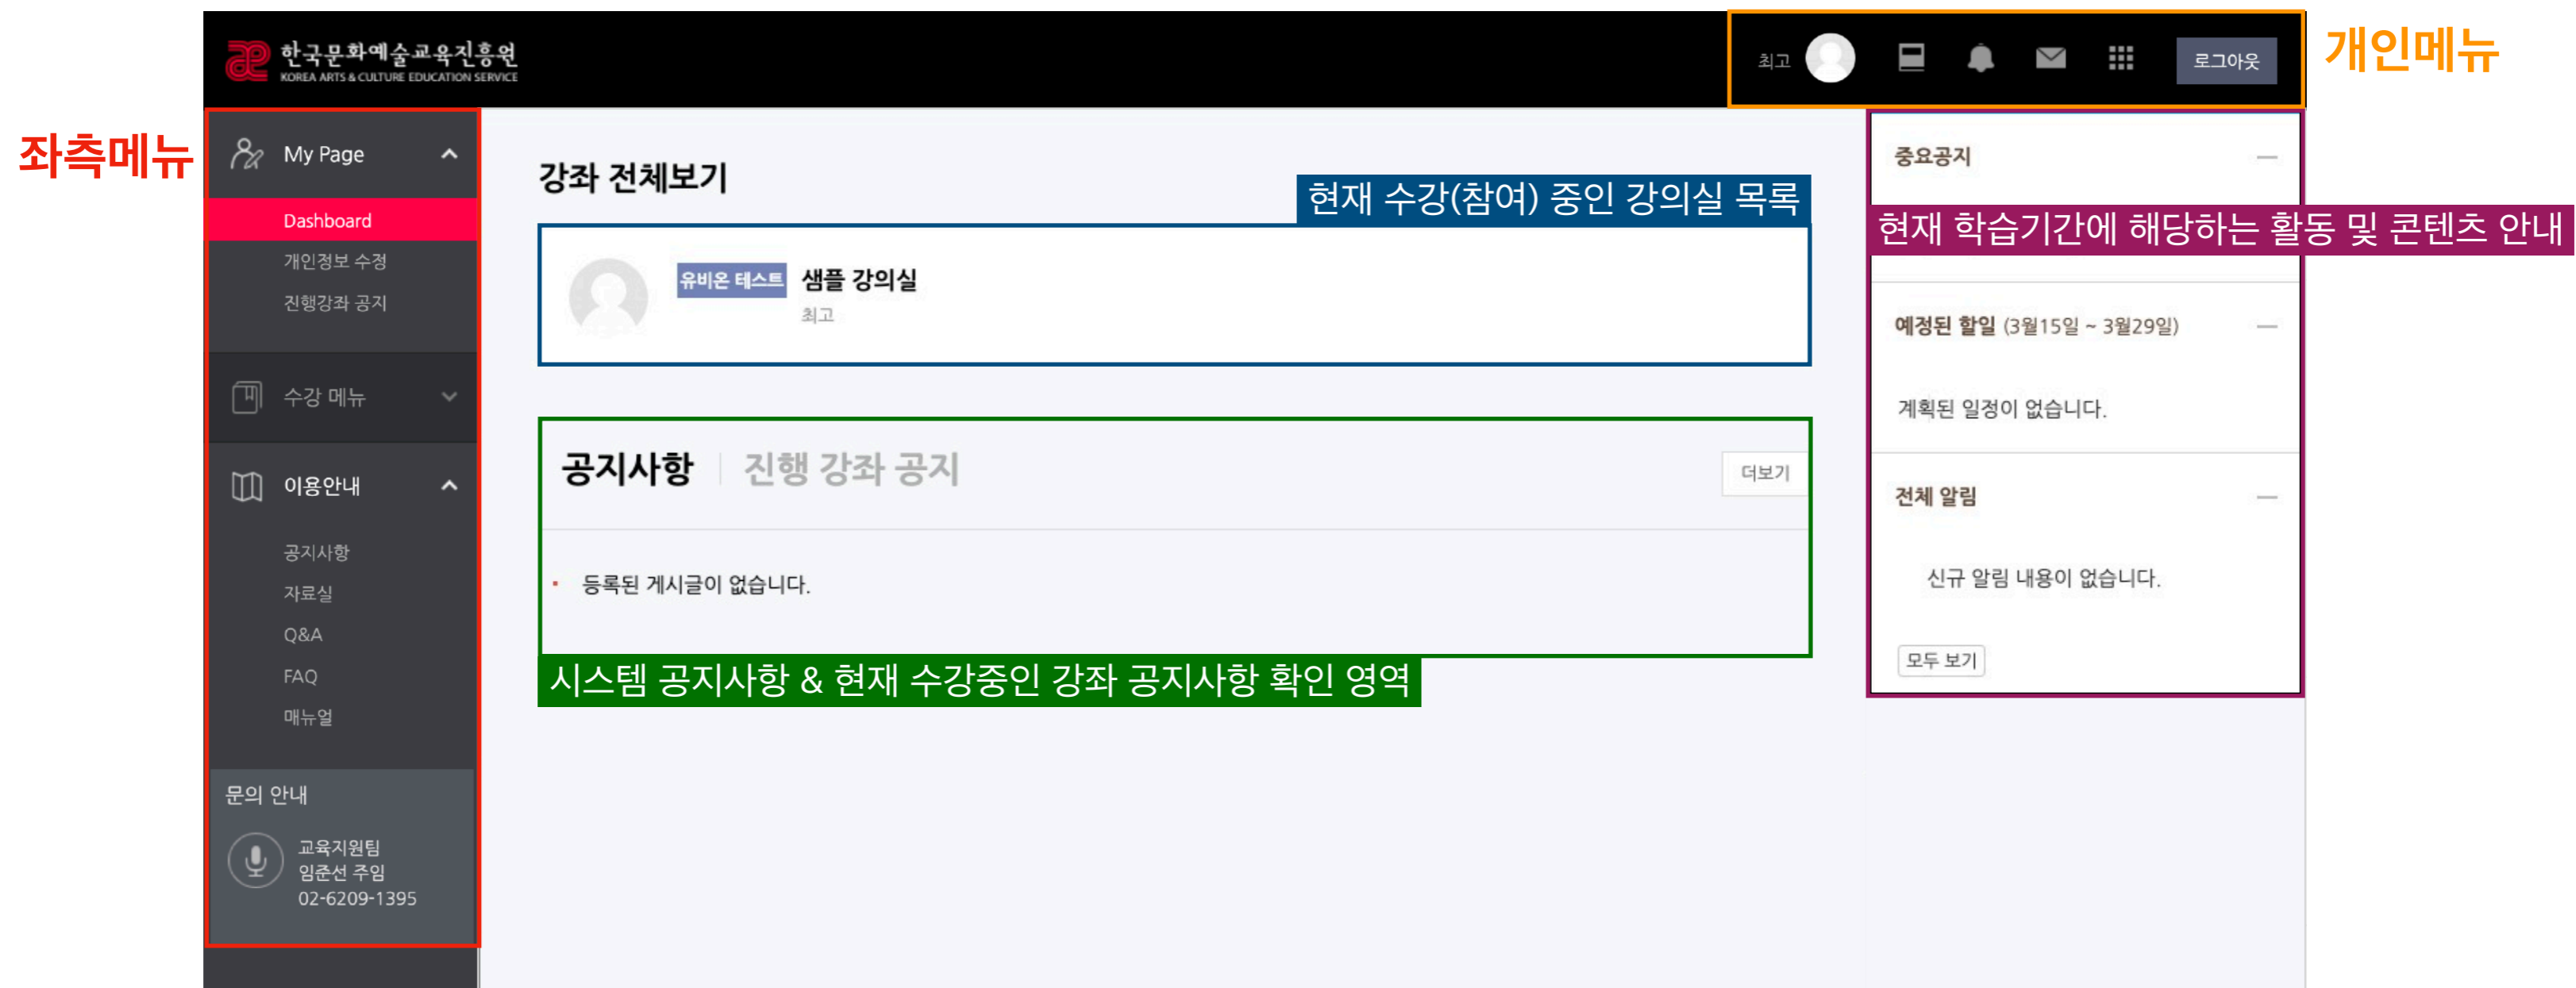 한국문화예술교육진흥원
KOREA ARTS & CULTURE EDUCATION SERVICE
최고
로그아웃
개인메뉴
좌측메뉴
My Page
Dashboard
개인정보 수정
진행강좌 공지
수강 메뉴
이용안내
공지사항
자료실
Q&A
FAQ
매뉴얼
문의 안내
교육지원팀
임준선 주임
02-6209-1395
강좌 전체보기
현재 수강(참여) 중인 강의실 목록
유비온 테스트 샘플 강의실
최고
공지사항 진행 강좌 공지
더보기
등록된 게시글이 없습니다.
시스템 공지사항 & 현재 수강중인 강좌 공지사항 확인 영역
중요공지
현재 학습기간에 해당하는 활동 및 콘텐츠 안내
예정된 할일 (3월15일 ~ 3월29일)
계획된 일정이 없습니다.
전체 알림
신규 알림 내용이 없습니다.
모두 보기